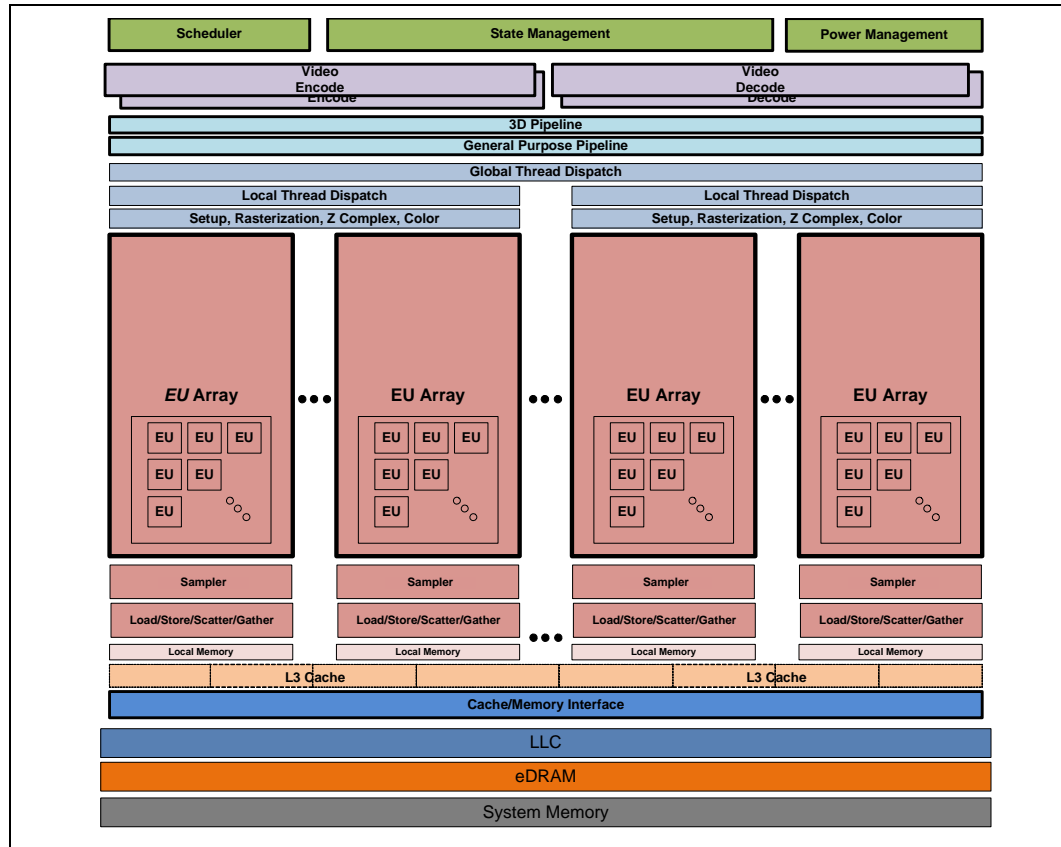 Scheduler
State Management
Power Management
Video
Encode
Encode
Video
Decode
Decode
3D Pipeline
General Purpose Pipeline
Global Thread Dispatch
Local Thread Dispatch
Local Thread Dispatch
Setup, Rasterization, Z Complex, Color
Setup, Rasterization, Z Complex, Color
EU Array
EU Array
EU Array
EU Array
EU EU EU
EU EU EU
EU EU EU
EU EU EU
EU EU
EU EU
EU EU
EU EU
EU
EU
EU
EU
Sampler
Sampler
Sampler
Sampler
Load/Store/Scatter/Gather
Load/Store/Scatter/Gather
Load/Store/Scatter/Gather
Load/Store/Scatter/Gather
Local Memory
Local Memory
Local Memory
Local Memory
L3 Cache
L3 Cache
Cache/Memory Interface
LLC
eDRAM
System Memory